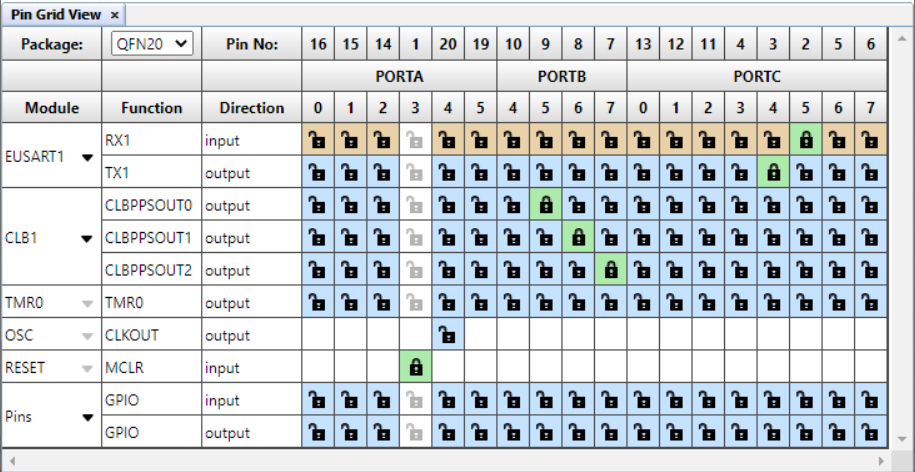 Pin Grid View ×
Package: QFN20 Pin No: 16 15 14 1 20 19 10 9 8 7 13 12 11 4 3 2 5 6
PORTA PORTB PORTC
Module Function Direction 0 1 2 3 4 5 4 5 6 7 0 1 2 3 4 5 6 7
EUSART1 RX1 input
TX1 output
CLB1 CLBPPSOUT0 output
CLBPPSOUT1 output
CLBPPSOUT2 output
TMR0 TMR0 output
OSC CLKOUT output
RESET MCLR input
Pins GPIO input
GPIO output